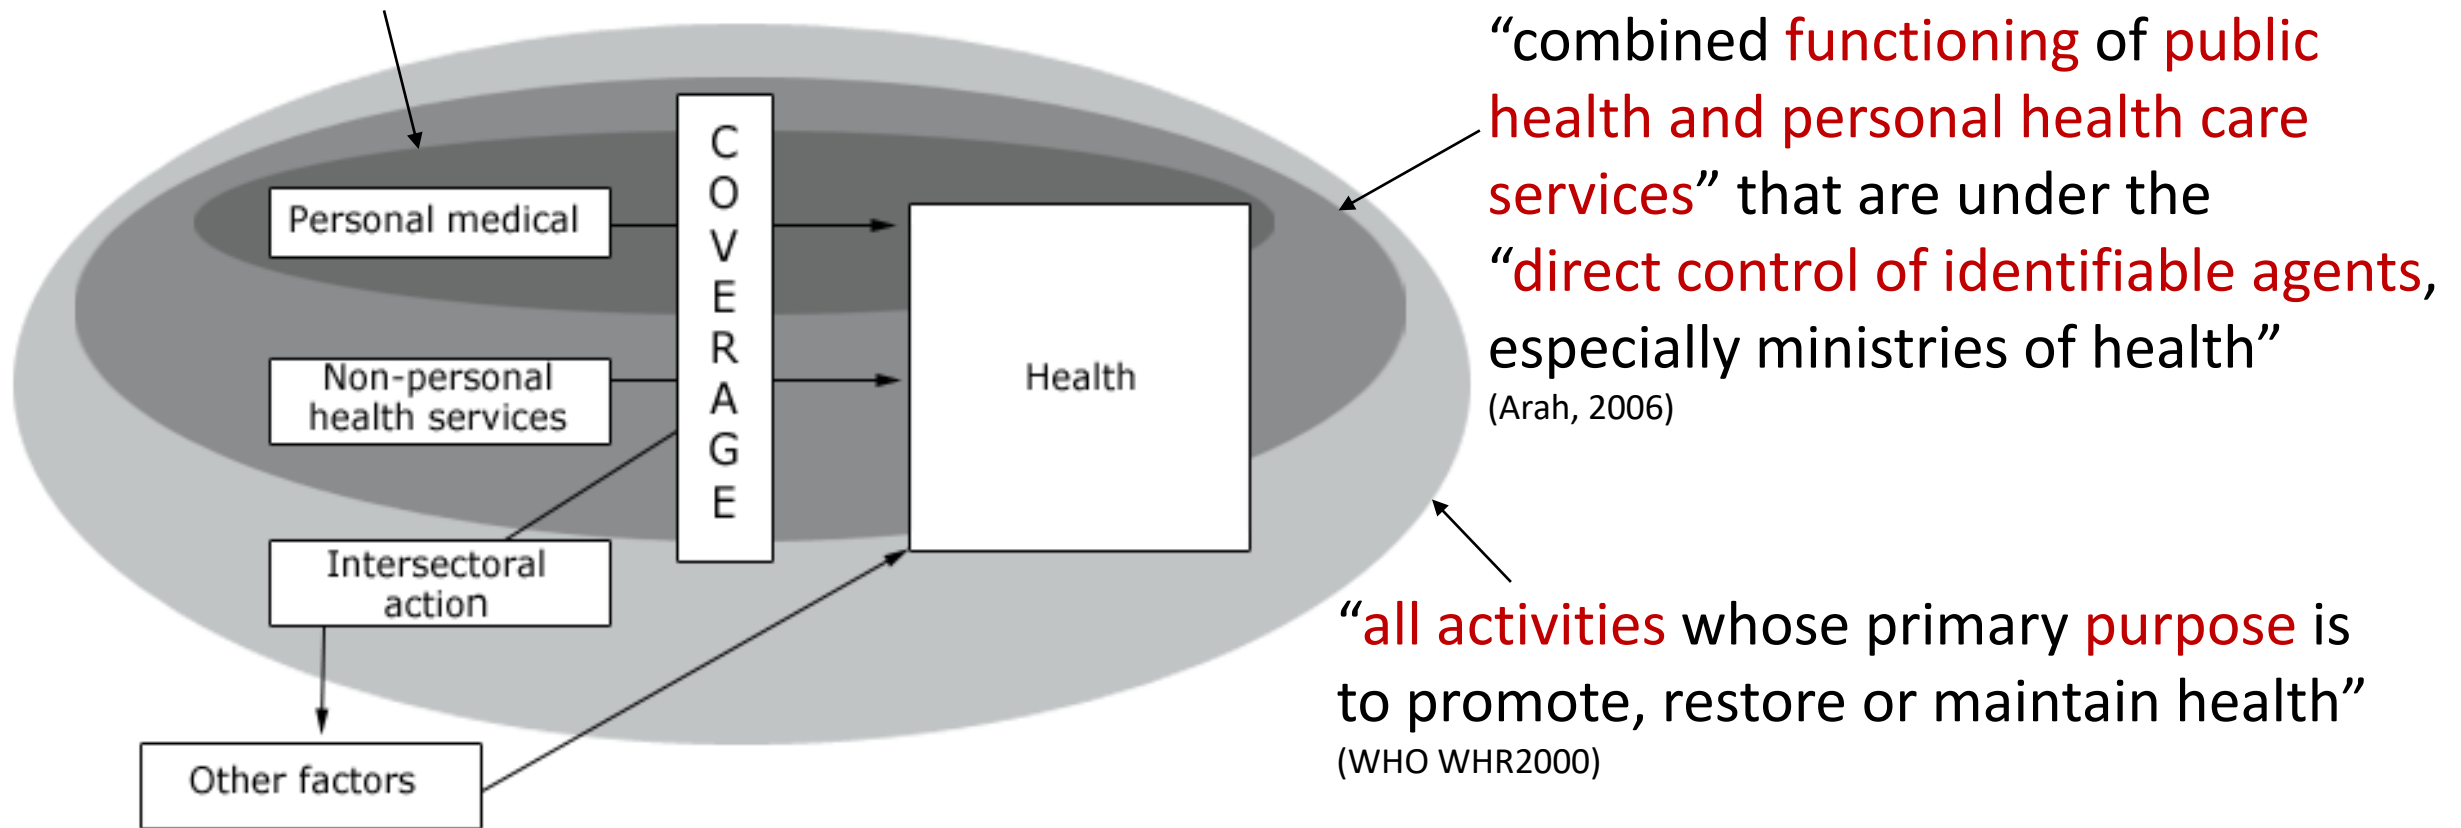 Personal medical
Non-personal
health services
Intersectoral
action
Other factors
C
O
V
E
R
A
G
E
Health
“combined functioning of public
health and personal health care
services” that are under the
“direct control of identifiable agents,
especially ministries of health”
(Arah, 2006)
“all activities whose primary purpose is
to promote, restore or maintain health”
(WHO WHR2000)